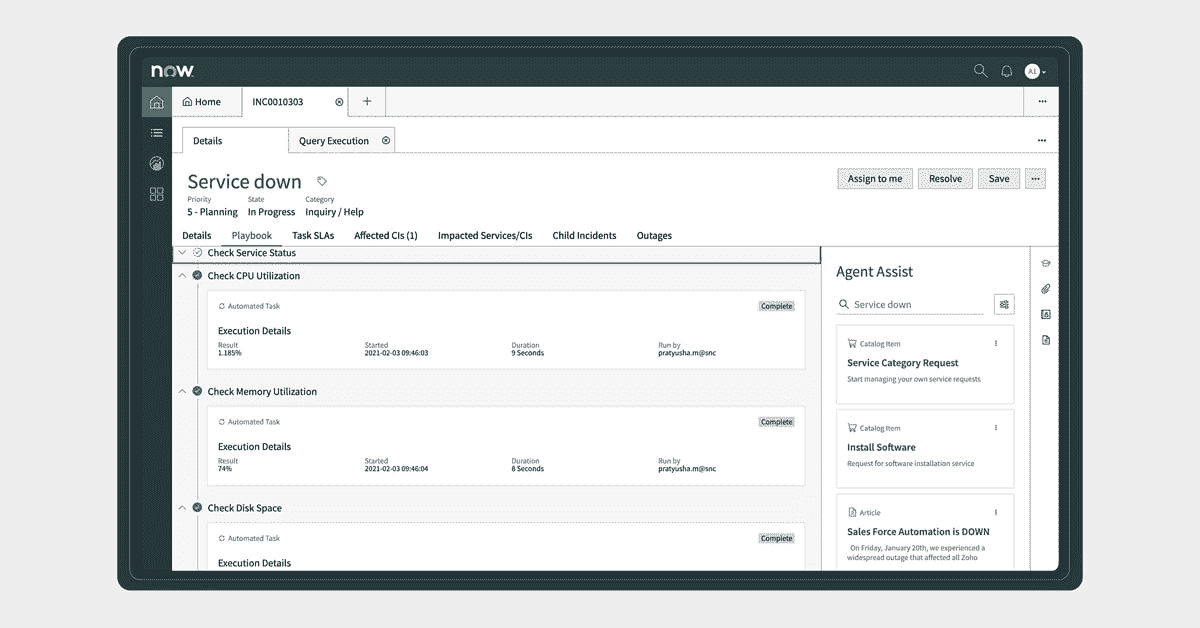 now.
A1
Home
INC0010303
Details
Query Execution
Service down
Assign to me
Resolve
Save
Priority
State
Category
5 - Planning
In Progress
Inquiry / Help
Details
Playbook
Task SLAs
Affected CIs (1)
Impacted Services/CIs
Child Incidents
Outages
Check Service Status
Check CPU Utilization
Automated Task
Complete
Execution Details
Result
Started
Duration
Run by
1.185%
2021-02-03 09:46:03
9 Seconds
pratyusha.m@snc
Check Memory Utilization
Automated Task
Complete
Execution Details
Result
Started
Duration
Run by
74%
2021-02-03 09:46:04
8 Seconds
pratyusha.m@snc
Check Disk Space
Automated Task
Complete
Execution Details
Agent Assist
Service down
Catalog Item
Service Category Request
Start managing your own service requests
Catalog Item
Install Software
Request for software installation service
Article
Sales Force Automation is DOWN
On Friday, January 20th, we experienced a
widespread outage that affected all Zoho